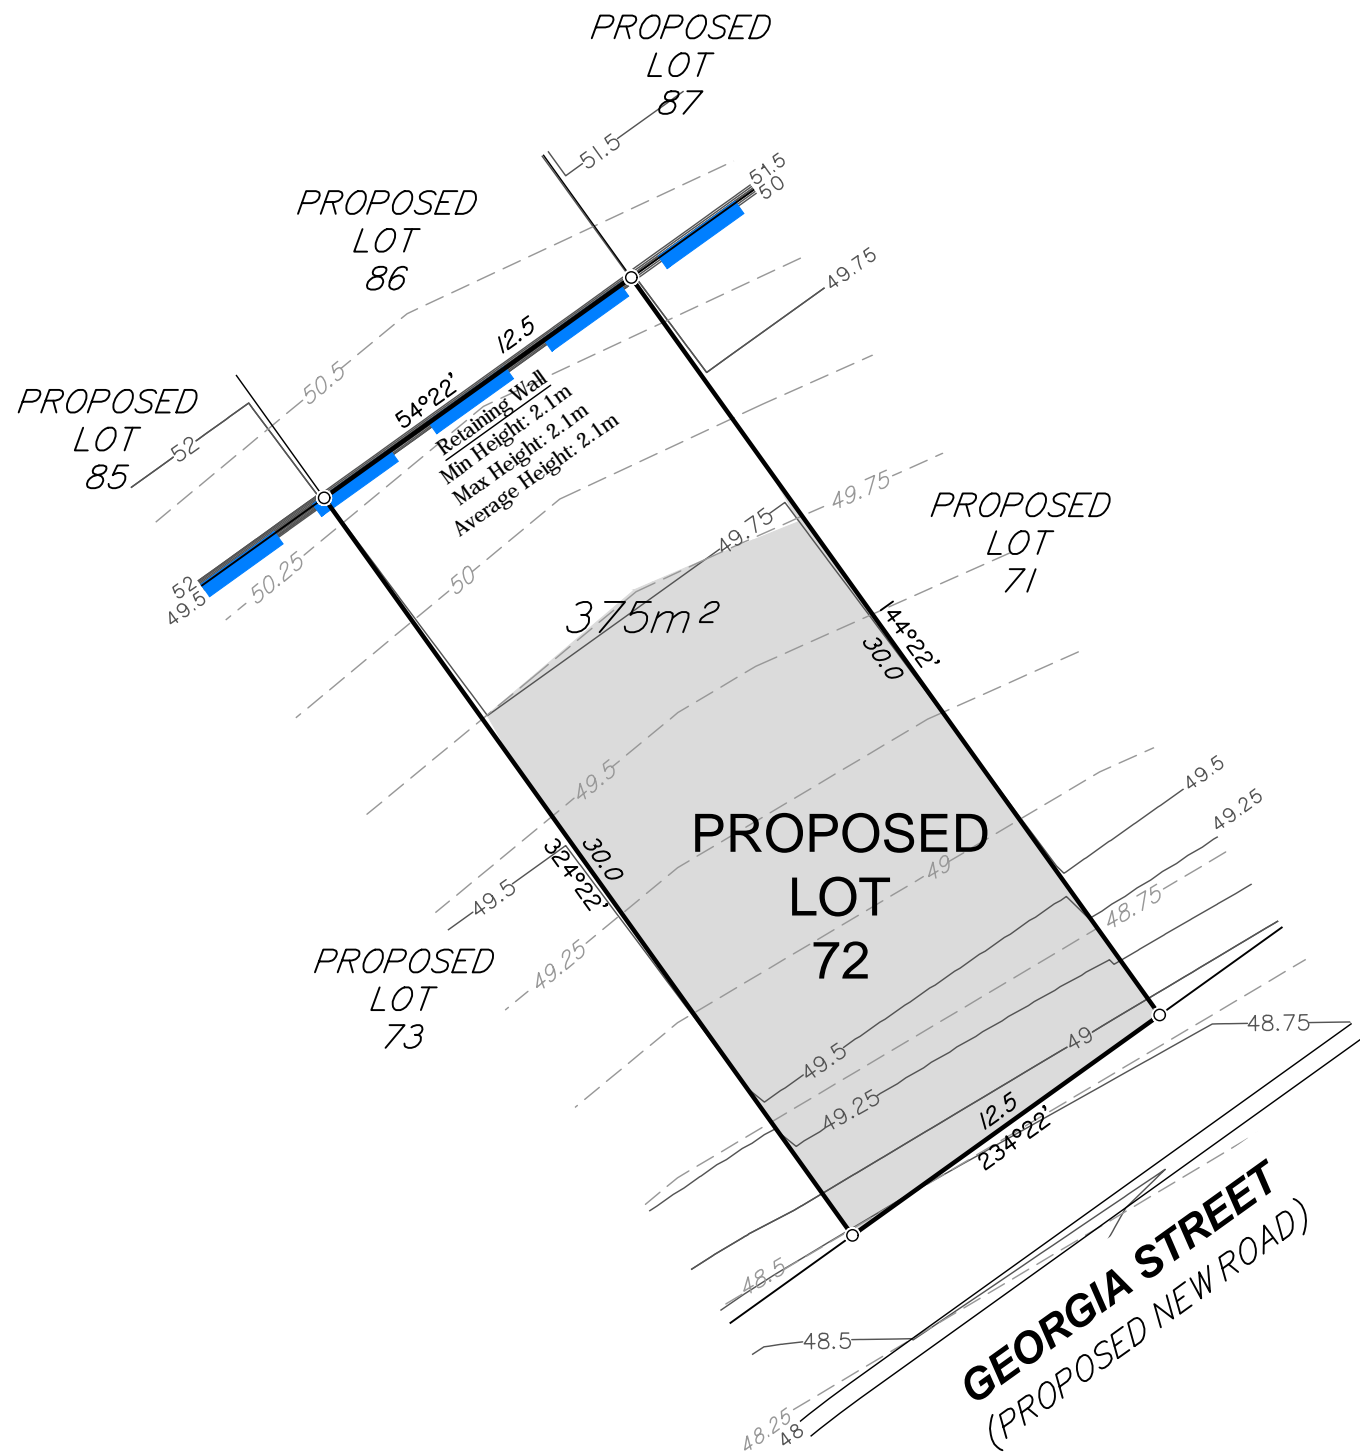 PROPOSED
LOT
87
51.5
51.5
50
PROPOSED
LOT
86
49.75
12.5
50.5
54°22'
Retaining Wall
Min Height: 2.1m
Max Height: 2.1m
Average Height: 2.1m
PROPOSED
LOT
85
52
49.75
49.75
PROPOSED
LOT
71
52
49.5
50.25
50
375m²
144°22'
30.0
49.5
49.5
49.25
PROPOSED
LOT
72
30.0
324°22'
49
49.5
48.75
49.25
PROPOSED
LOT
73
49.5
49
48.75
49.25
12.5
234°22'
48.5
48.5
GEORGIA STREET
(PROPOSED NEW ROAD)
48.25
48